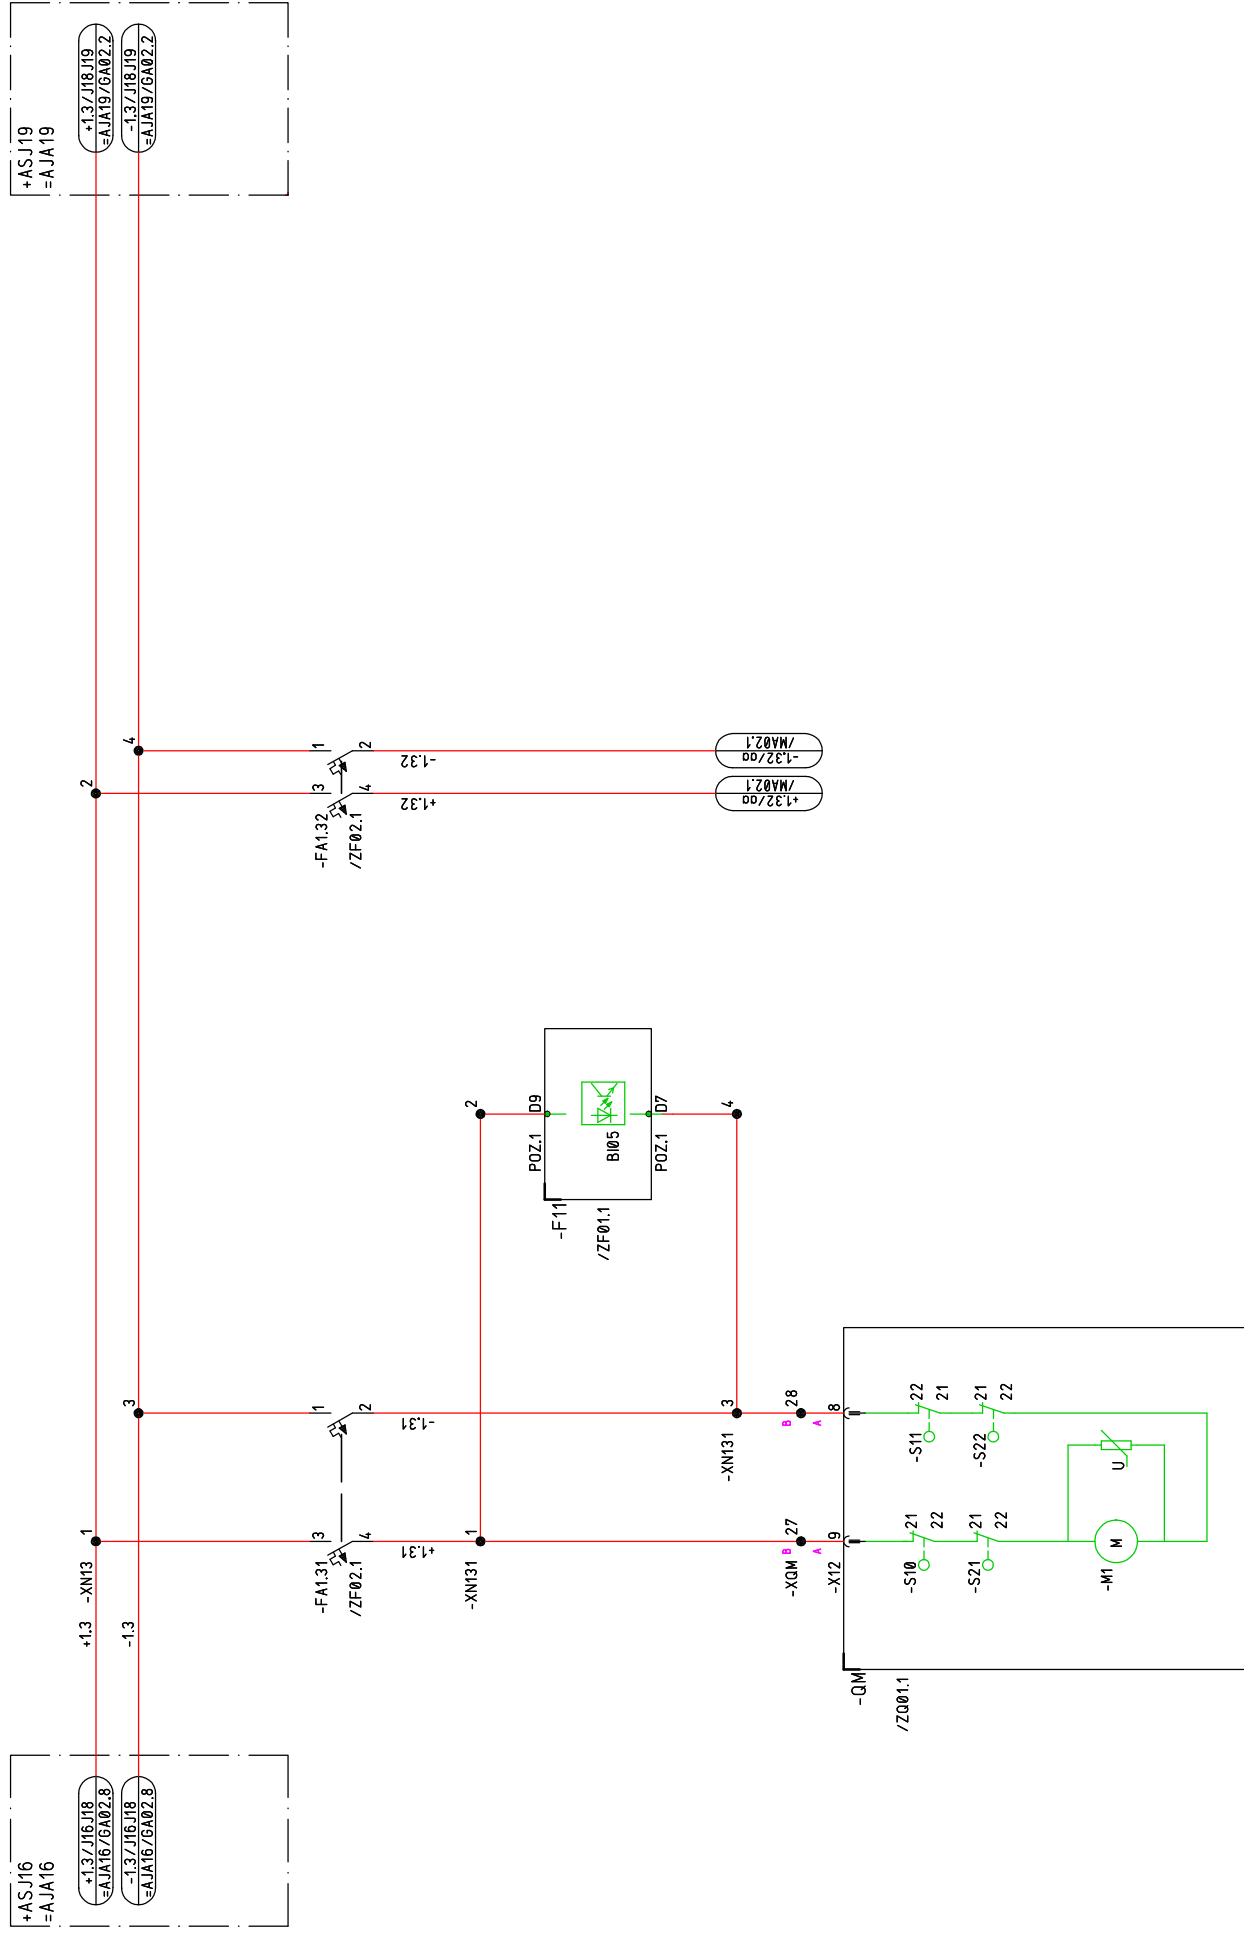 +ASJ16
=AJA16
+1.3/J16J18
=AJA16/GA02.8
-1.3/J16J18
=AJA16/GA02.8
+1.3
-1.3
-XN13
1
3
2
4
+ASJ19
=AJA19
+1.3/J18J19
=AJA19/GA02.2
-1.3/J18J19
=AJA19/GA02.2
-FA1.31
/ZF02.1
3
4
1
2
+1.31
-1.31
-FA1.32
/ZF02.1
3
4
1
2
+1.32
-1.32
+1.32/aa
/MA02.1
-1.32/aa
/MA02.1
-XN131
1
2
-F11
/ZF01.1
POZ.1
D9
BI05
POZ.1
D7
-XN131
3
4
-XQM
27
B
A
28
B
A
-X12
9
8
-QM
/ZQ01.1
-S10
21
22
-S11
22
21
-S21
21
22
-S22
21
22
U
-M1
M